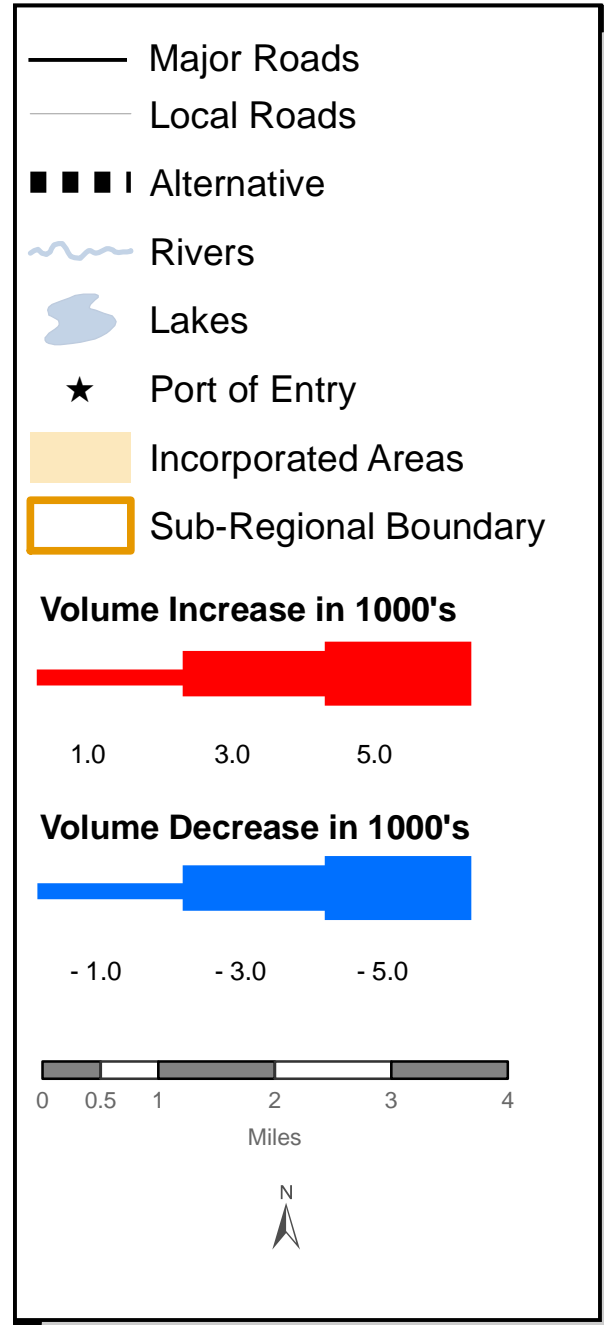 Major Roads
Local Roads
Alternative
Rivers
Lakes
Port of Entry
Incorporated Areas
Sub-Regional Boundary
Volume Increase in 1000's
1.0 3.0 5.0
Volume Decrease in 1000's
- 1.0 - 3.0 - 5.0
0 0.5 1 2 3 4
Miles
N